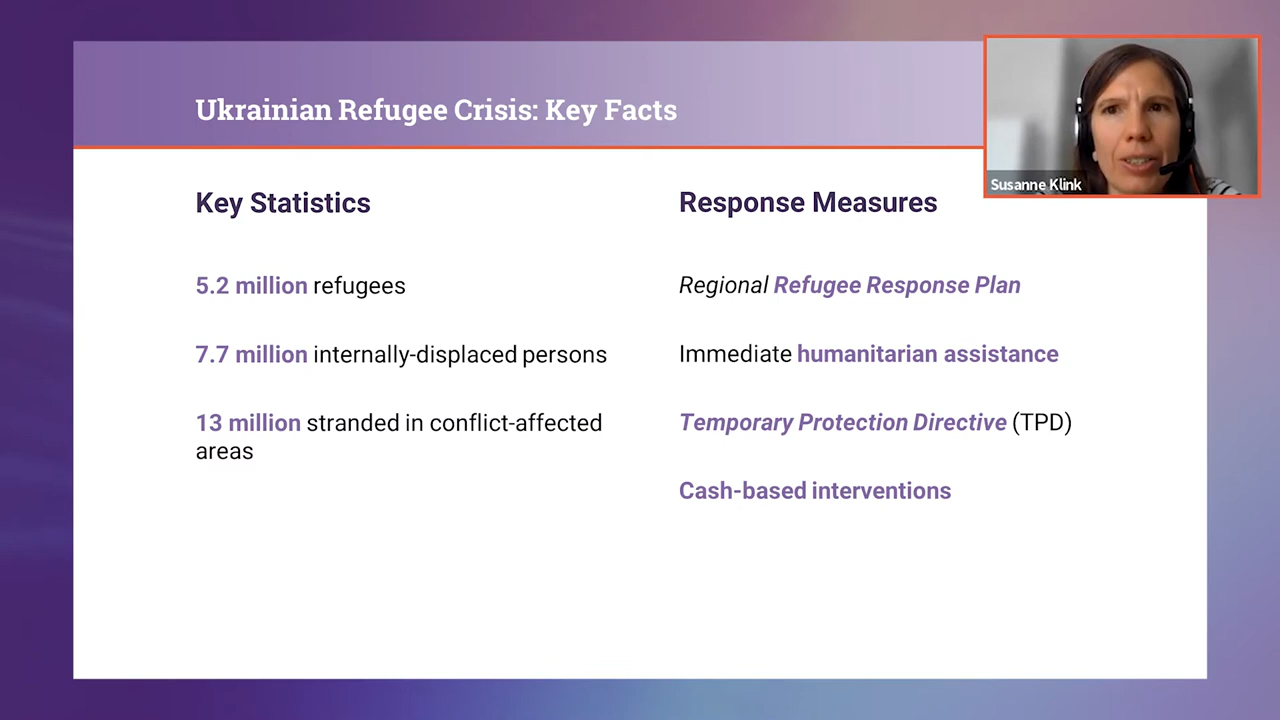 Ukrainian Refugee Crisis: Key Facts
Susanne Klink
Key Statistics
5.2 million refugees
7.7 million internally-displaced persons
13 million stranded in conflict-affected
areas
Response Measures
Regional Refugee Response Plan
Immediate humanitarian assistance
Temporary Protection Directive (TPD)
Cash-based interventions